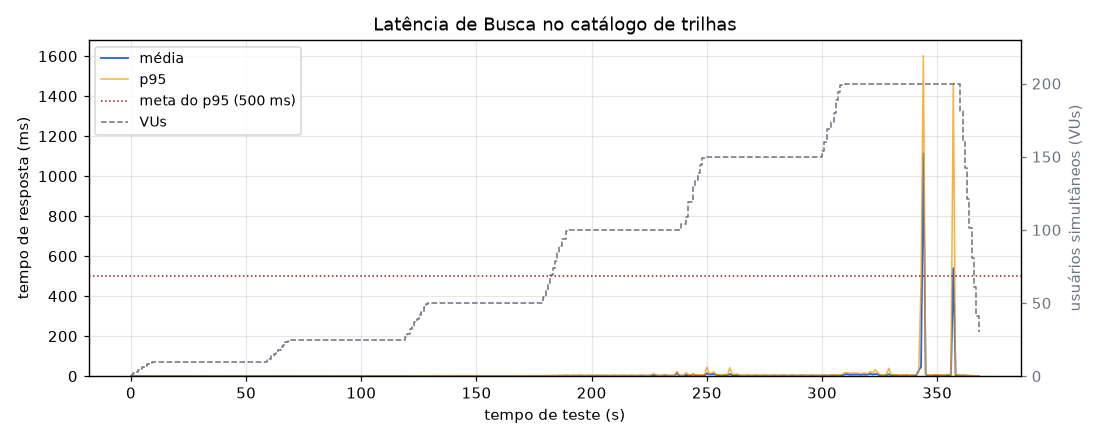 Latência de Busca no catálogo de trilhas
média
p95
meta do p95 (500 ms)
VUs
tempo de resposta (ms)
1600
1400
1200
1000
800
600
400
200
0
200
150
100
50
0
usuários simultâneos (VUs)
0
50
100
150
200
250
300
350
tempo de teste (s)